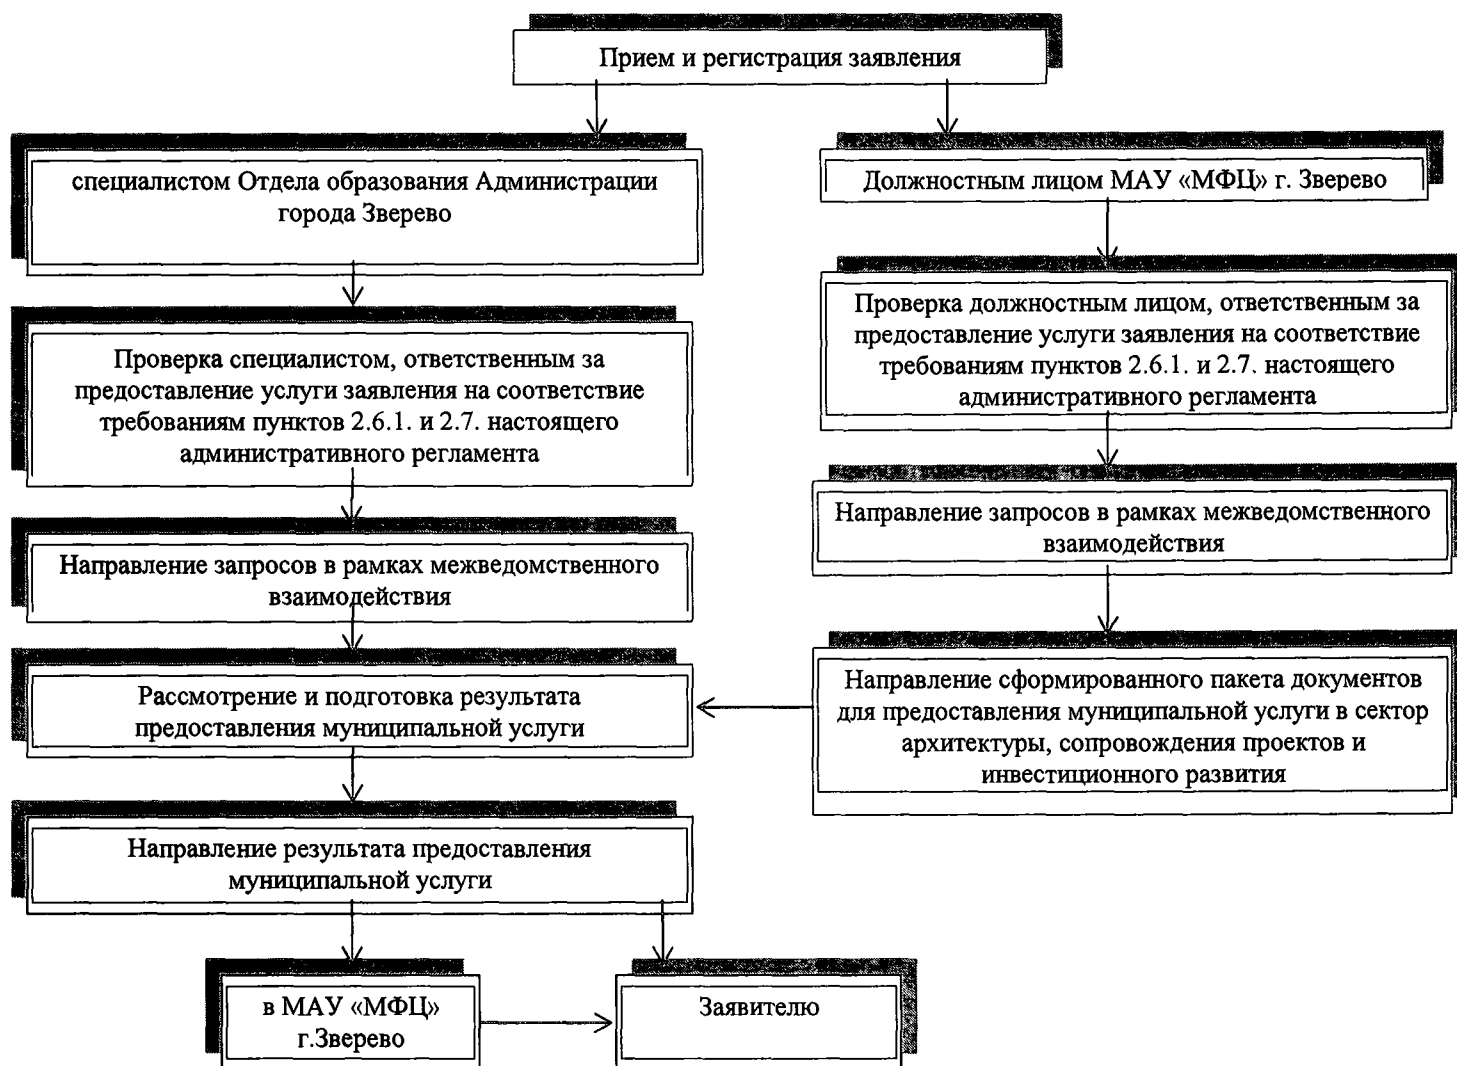 Прием и регистрация заявления
специалистом Отдела образования Администрации
города Зверево
Должностным лицом МАУ «МФЦ» г. Зверево
Проверка специалистом, ответственным за
предоставление услуги заявления на соответствие
требованиям пунктов 2.6.1. и 2.7. настоящего
административного регламента
Проверка должностным лицом, ответственным за
предоставление услуги заявления на соответствие
требованиям пунктов 2.6.1. и 2.7. настоящего
административного регламента
Направление запросов в рамках межведомственного
взаимодействия
Направление запросов в рамках межведомственного
взаимодействия
Рассмотрение и подготовка результата
предоставления муниципальной услуги
Направление сформированного пакета документов
для предоставления муниципальной услуги в сектор
архитектуры, сопровождения проектов и
инвестиционного развития
Направление результата предоставления
муниципальной услуги
в МАУ «МФЦ»
г.Зверево
Заявителю